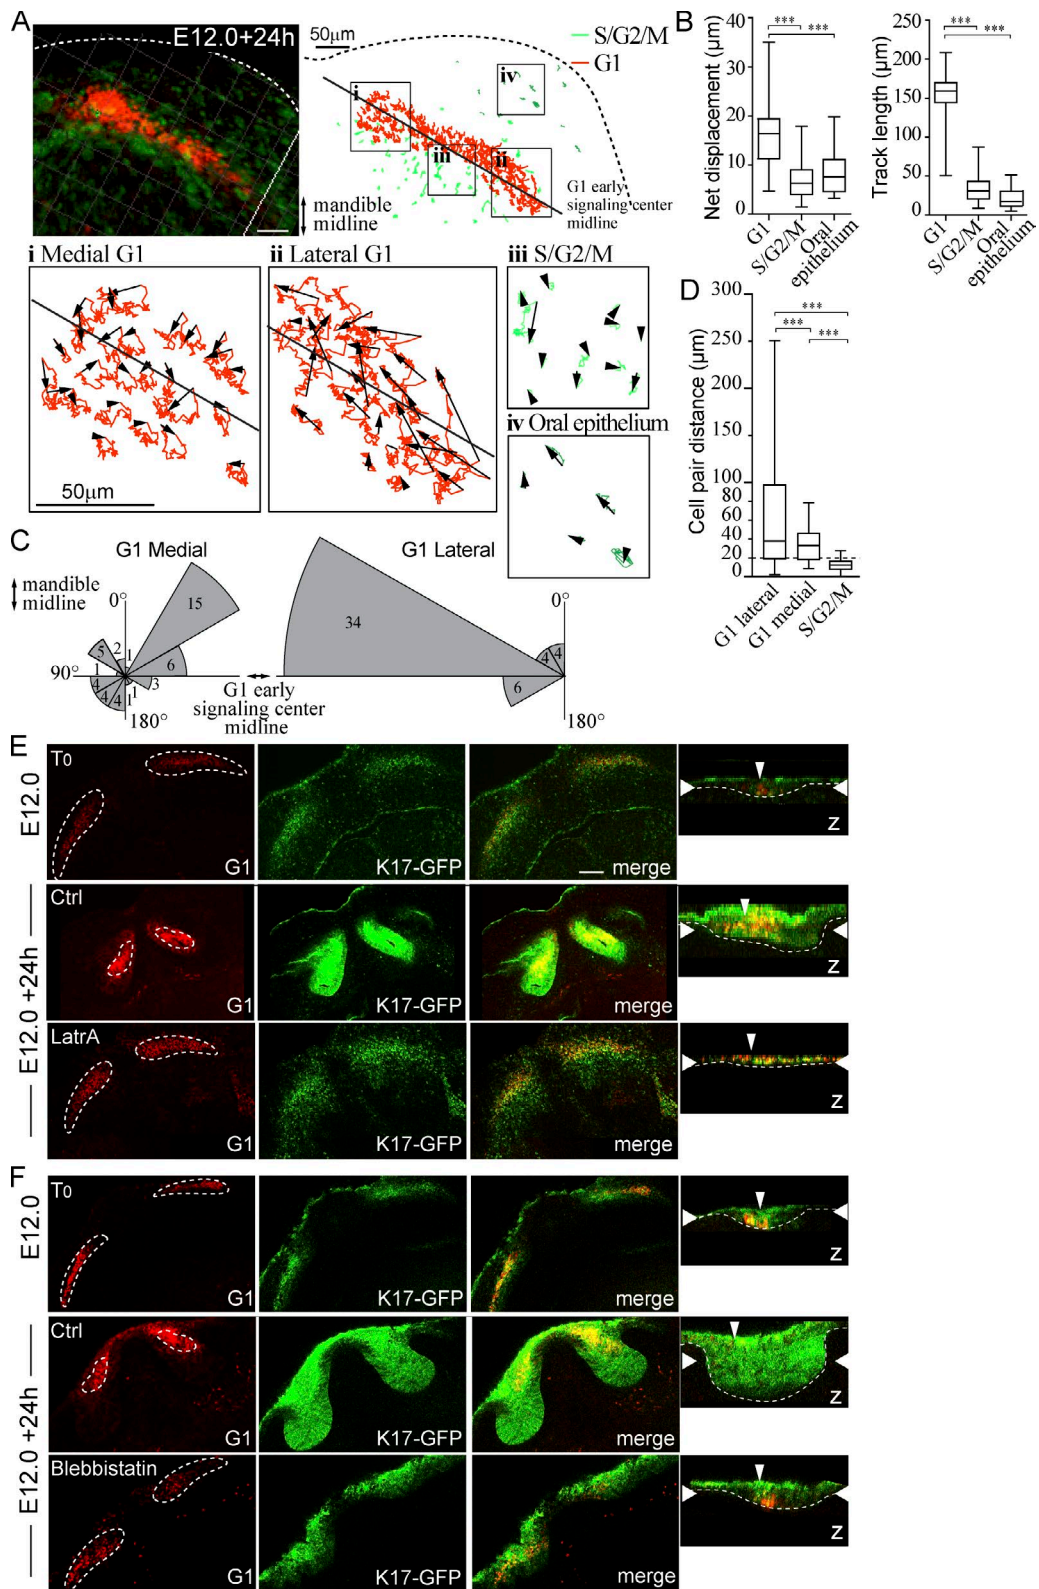 A
E12.0+24h
50µm
S/G2/M
G1
i
ii
iii
iv
mandible
midline
G1 early
signaling center
midline
i Medial G1
50µm
ii Lateral G1
iii S/G2/M
iv Oral epithelium
B
Net displacement (µm)
40
30
20
10
0
***
***
G1
S/G2/M
Oral
epithelium
Track length (µm)
250
200
150
100
50
0
***
***
G1
S/G2/M
Oral
epithelium
C
G1 Medial
mandible
midline
0°
90°
180°
15
6
3
1
1
4
4
4
1
5
2
1
G1 early
signaling center
midline
G1 Lateral
0°
180°
34
4
4
6
D
Cell pair distance (µm)
300
250
200
150
100
80
60
40
20
0
***
***
***
G1 lateral
G1 medial
S/G2/M
E
E12.0
T0
G1
K17-GFP
merge
z
E12.0 +24h
Ctrl
G1
K17-GFP
merge
z
LatrA
G1
K17-GFP
merge
z
F
E12.0
T0
G1
K17-GFP
merge
z
E12.0 +24h
Ctrl
G1
K17-GFP
merge
z
Blebbistatin
G1
K17-GFP
merge
z